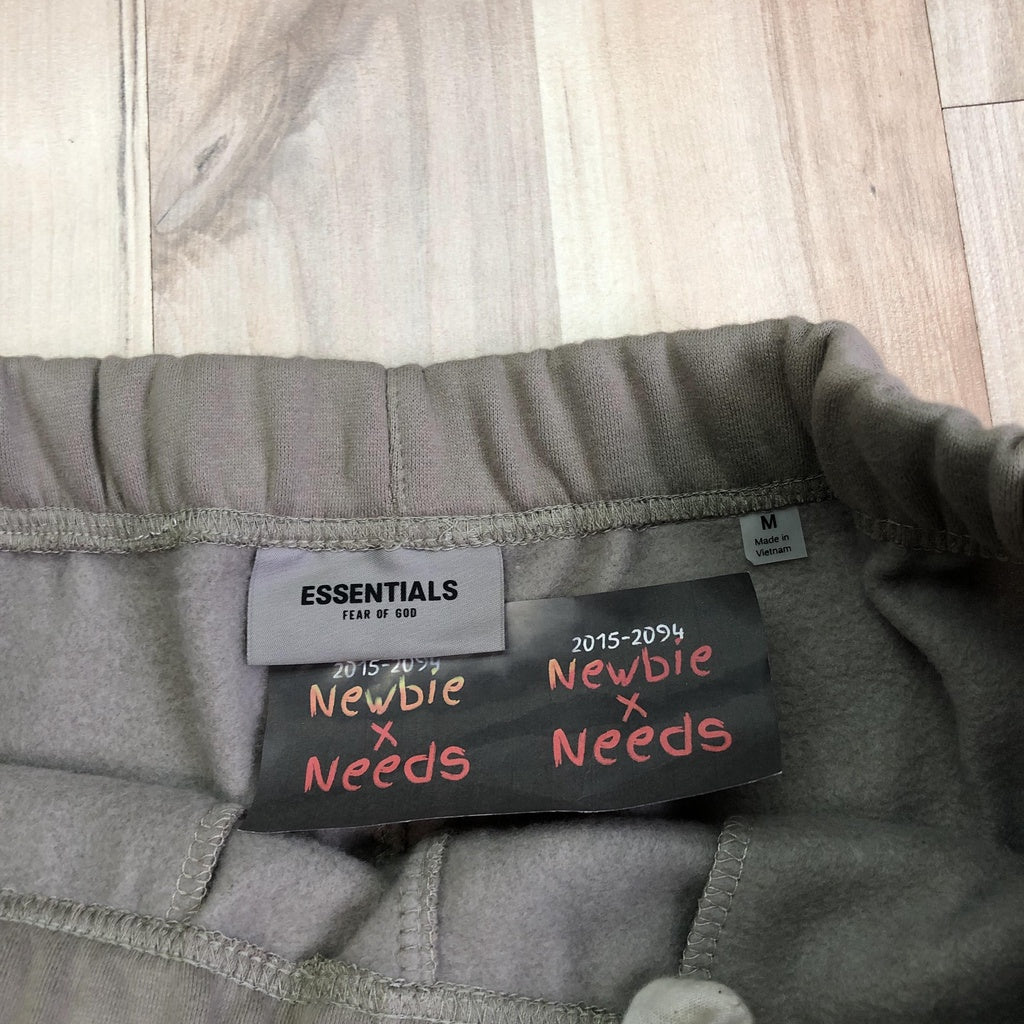 ESSENTIALS
FEAR OF GOD
M
Made in
Vietnam
2015-2094
Newbie
x
Needs
2015-2094
Newbie
x
Needs